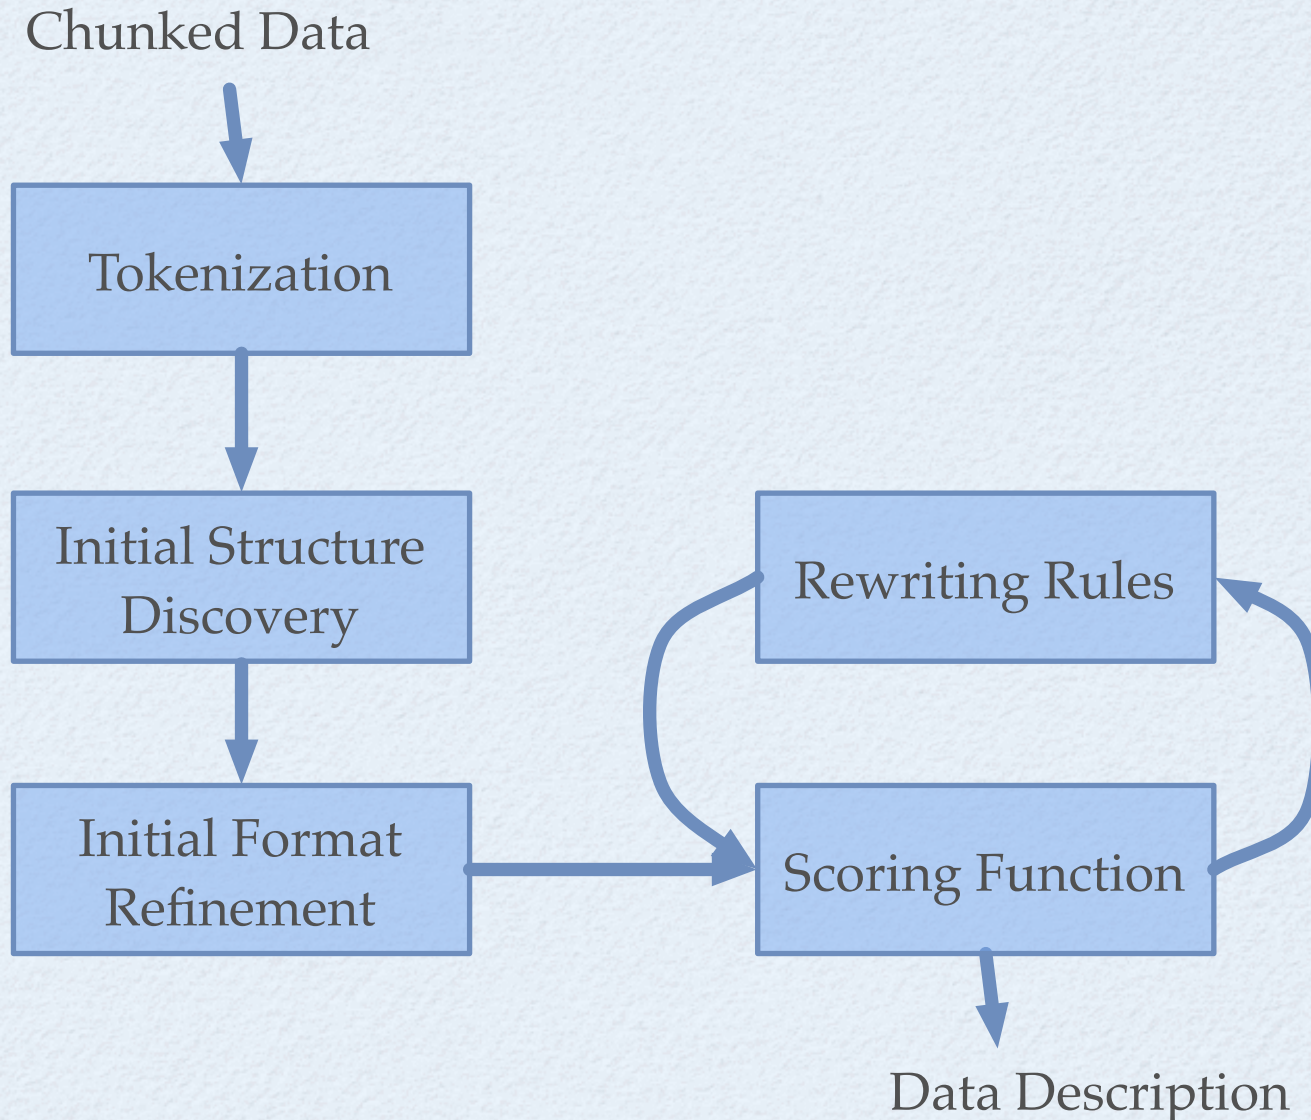 Chunked Data
Tokenization
Initial Structure
Discovery
Initial Format
Refinement
Rewriting Rules
Scoring Function
Data Description